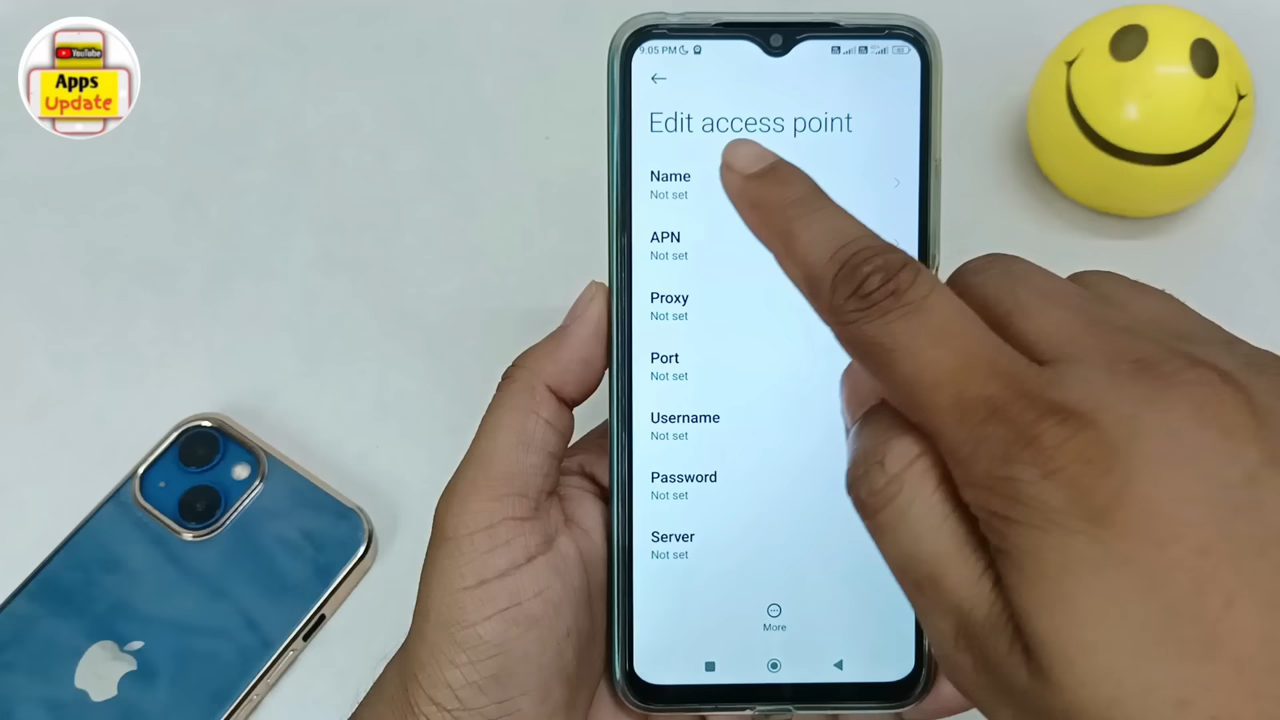 YouTube
Apps
Update
9:05 PM
Edit access point
Name
Not set
APN
Not set
Proxy
Not set
Port
Not set
Username
Not set
Password
Not set
Server
Not set
More